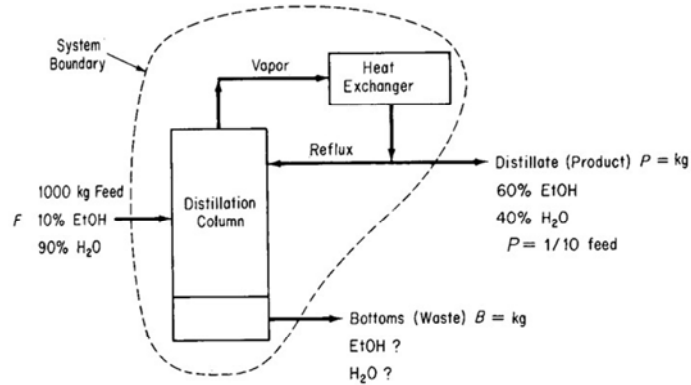 System
Boundary
Vapor
Heat
Exchanger
Reflux
Distillate (Product) P = kg
60% EtOH
40% H₂O
P = 1/10 feed
1000 kg Feed
F 10% EtOH
90% H₂O
Distillation
Column
Bottoms (Waste) B = kg
EtOH ?
H₂O ?